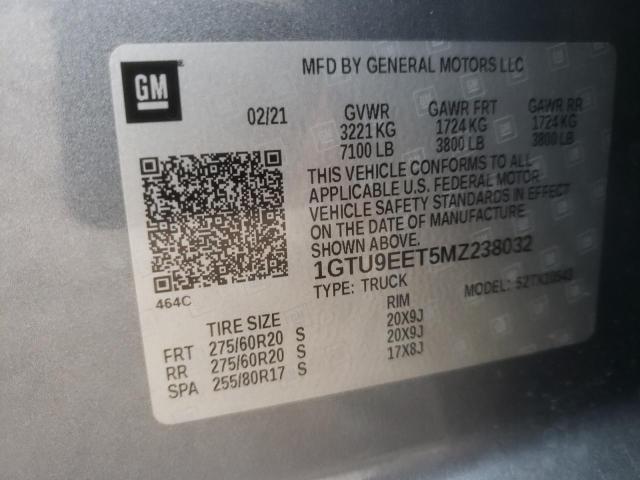 GM
MFD BY GENERAL MOTORS LLC
02/21 GVWR GAWR FRT GAWR RR
3221 KG 1724 KG 1724 KG
7100 LB 3800 LB 3800 LB
THIS VEHICLE CONFORMS TO ALL
APPLICABLE U.S. FEDERAL MOTOR
VEHICLE SAFETY STANDARDS IN EFFECT
ON THE DATE OF MANUFACTURE
SHOWN ABOVE.
1GTU9EET5MZ238032
464C
TYPE: TRUCK MODEL:
TIRE SIZE RIM
FRT 275/60R20 S 20X9J
RR 275/60R20 S 20X9J
SPA 255/80R17 S 17X8J